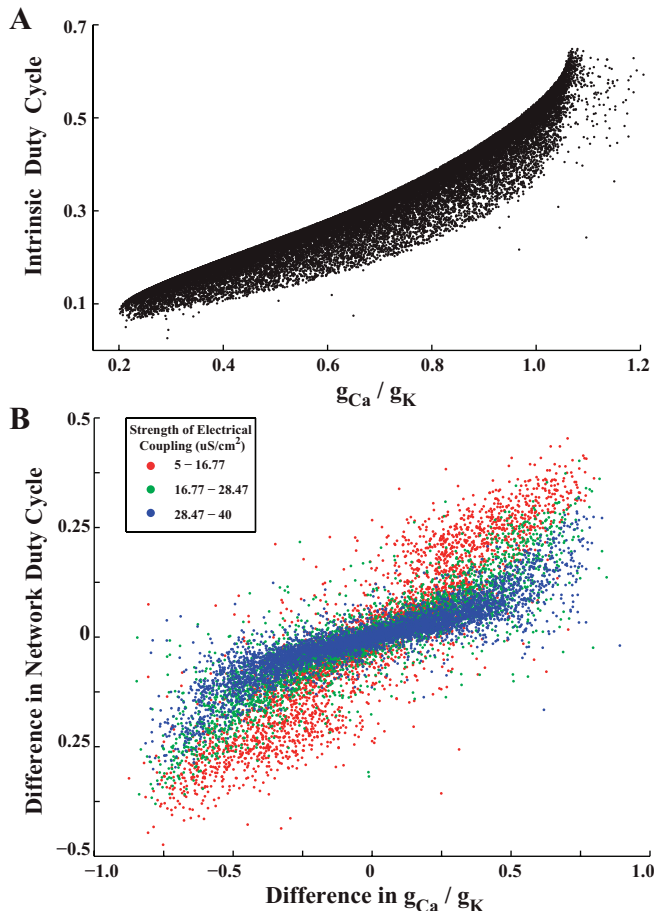 A
Intrinsic Duty Cycle
0.7
0.5
0.3
0.1
0.2
0.4
0.6
0.8
1.0
1.2
gCa / gK
B
Difference in Network Duty Cycle
0.5
0.25
0
0.25
−0.5
Strength of Electrical
Coupling (uS/cm²)
5 − 16.77
16.77 − 28.47
28.47 − 40
−1.0
−0.5
0
0.5
1.0
Difference in gCa / gK